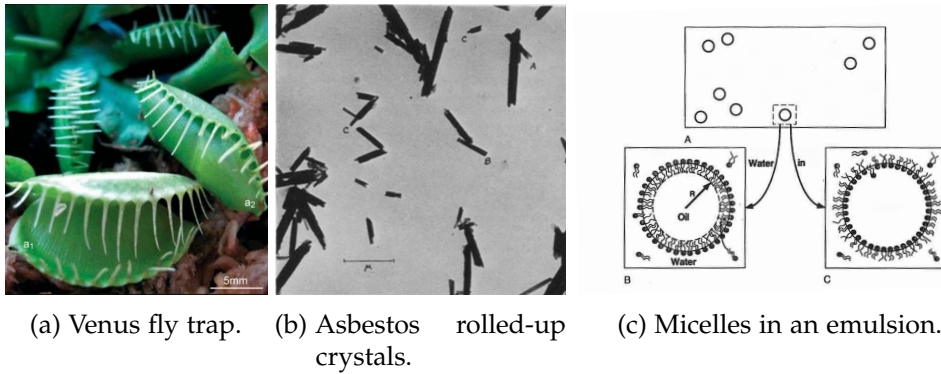 a₂
a₁
5mm
C
A
C
B
A
Water
in
R
Oil
Water
B
C
(a) Venus fly trap.
(b) Asbestos rolled-up
crystals.
(c) Micelles in an emulsion.